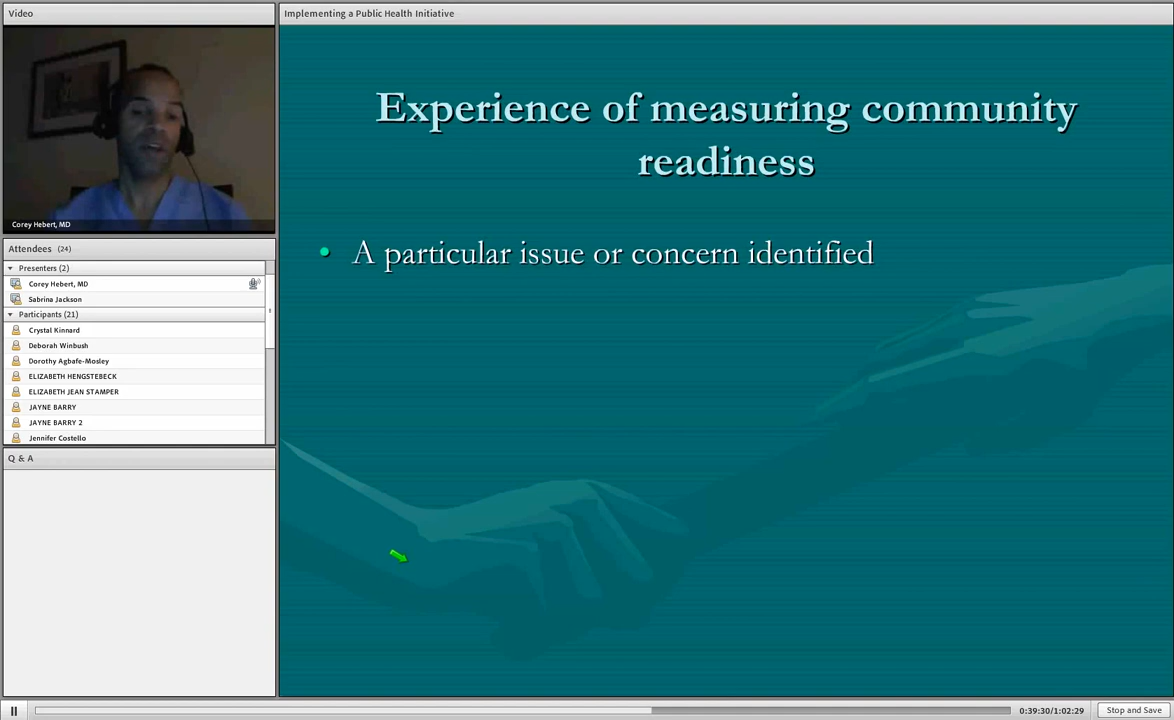 Video
Implementing a Public Health Initiative
Corey Hebert, MD
Attendees (24)
Presenters (2)
Corey Hebert, MD
Sabrina Jackson
Participants (21)
Crystal Kinnard
Deborah Winbush
Dorothy Agbafe-Mosley
ELIZABETH HENGSTEBECK
ELIZABETH JEAN STAMPER
JAYNE BARRY
JAYNE BARRY 2
Jennifer Costello
Q & A
Experience of measuring community
readiness
• A particular issue or concern identified
0:39:30/1:02:29
Stop and Save